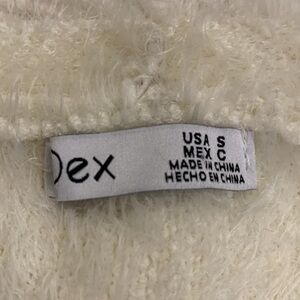 Dex
USA S
MEX C
MADE IN CHINA
HECHO EN CHINA